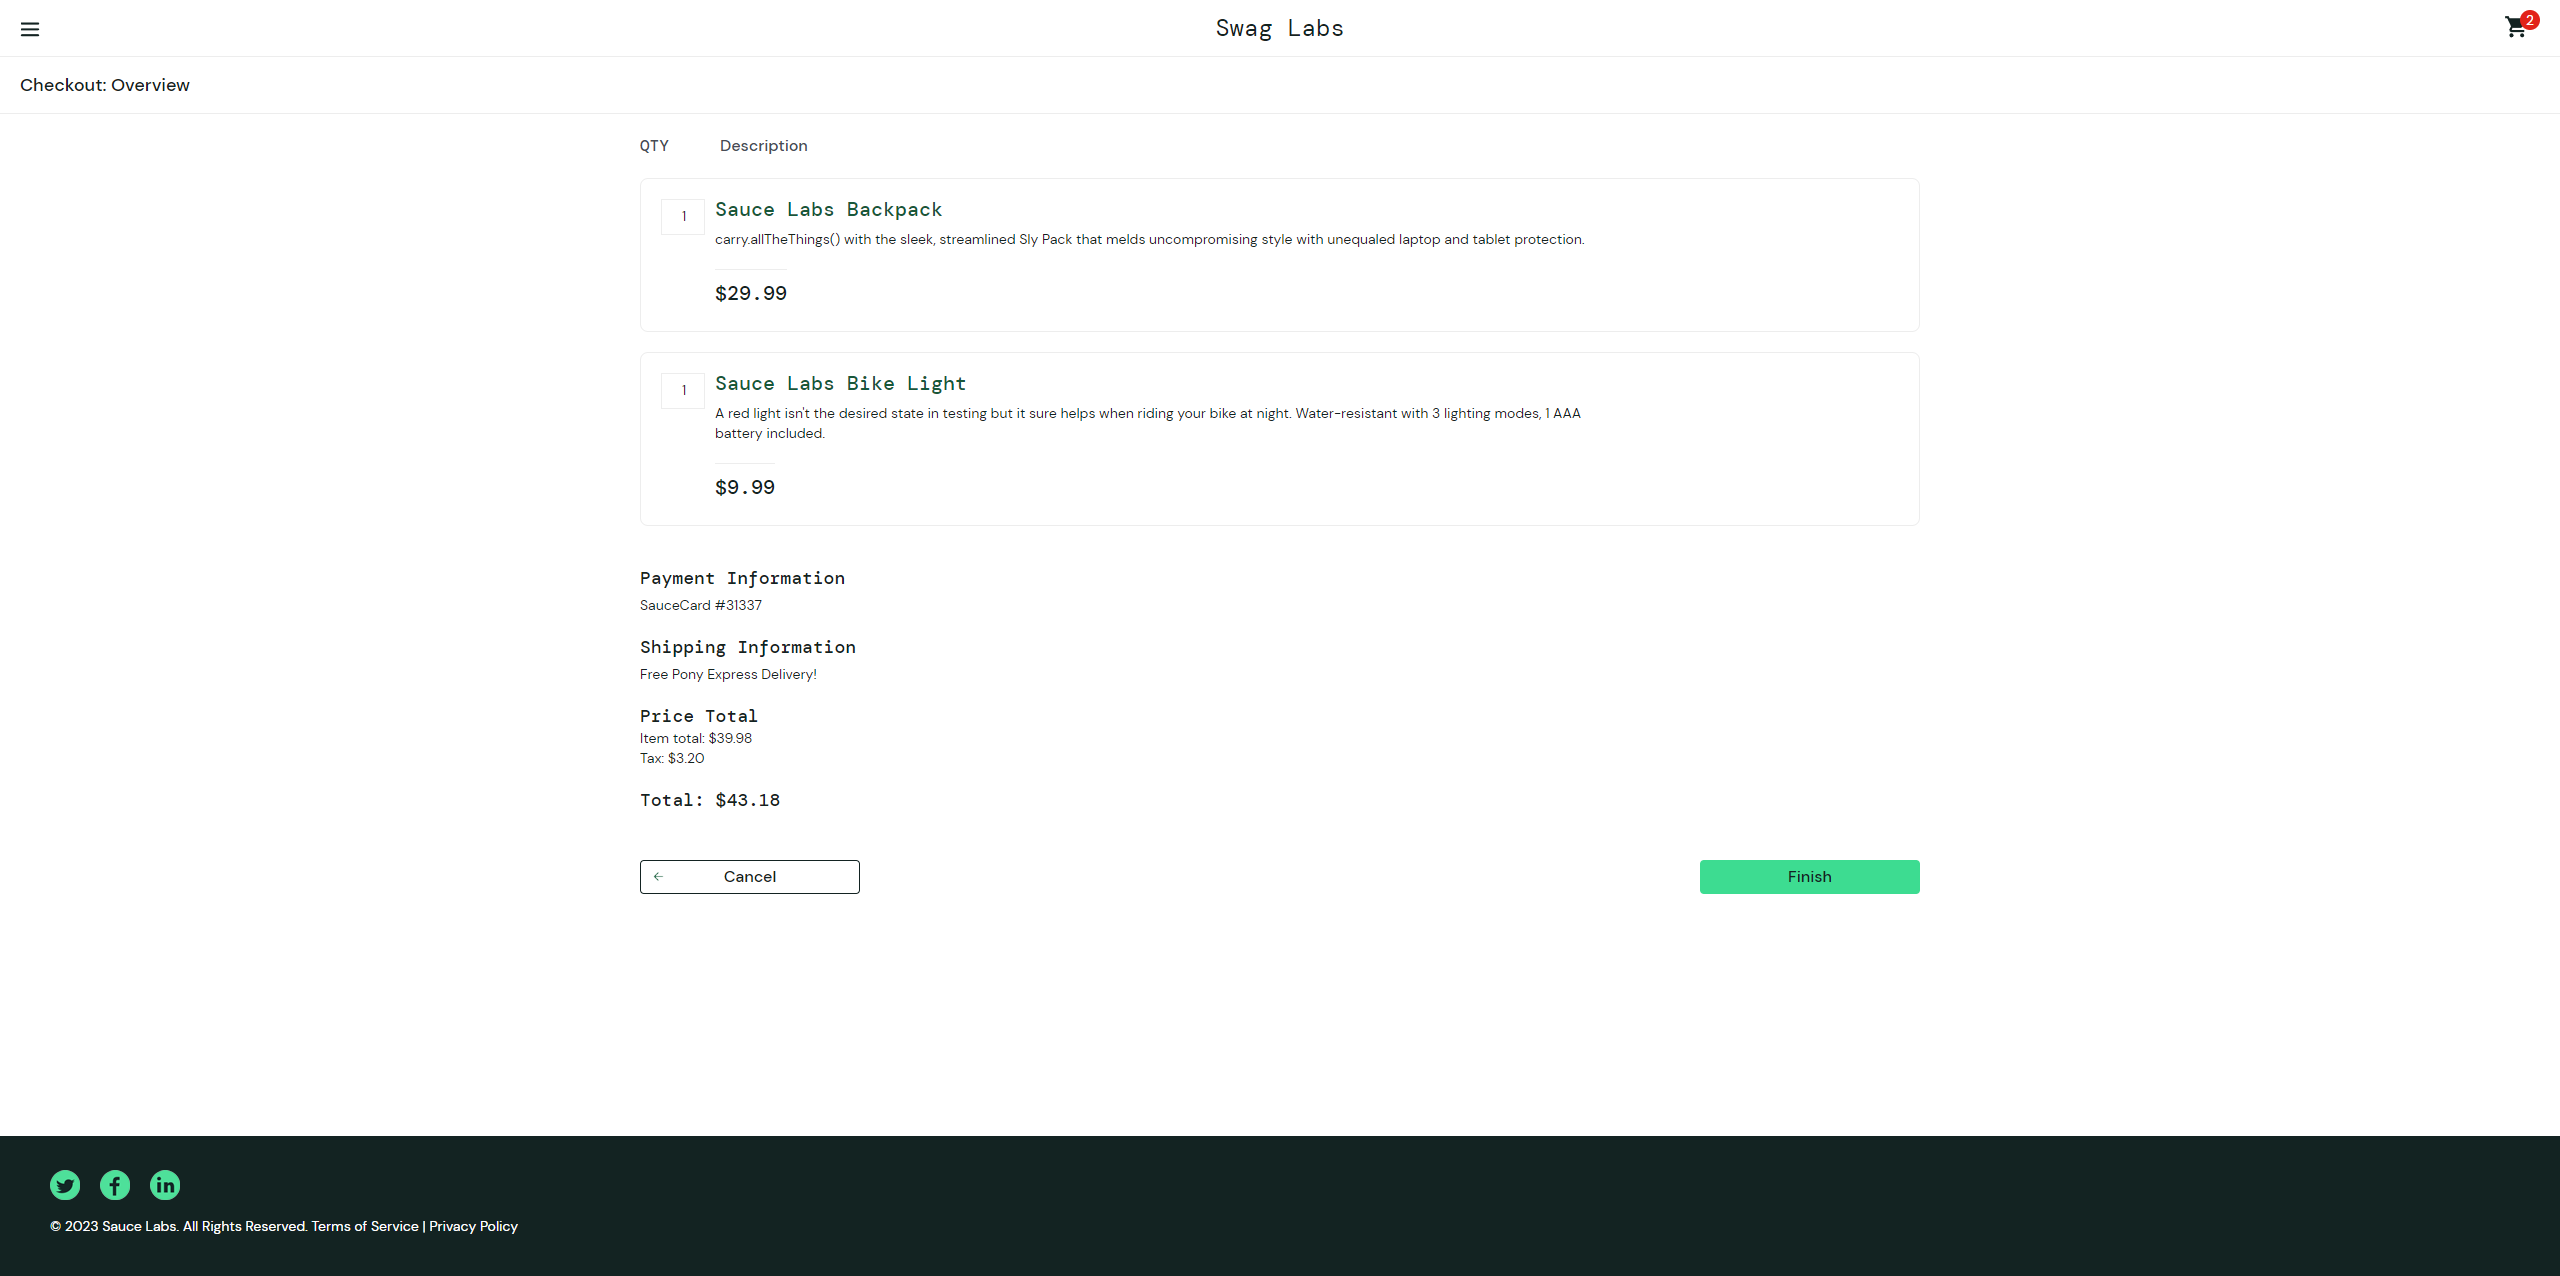 Swag Labs
2
Checkout: Overview
QTY Description
1
Sauce Labs Backpack
carry.allTheThings() with the sleek, streamlined Sly Pack that melds uncompromising style with unequaled laptop and tablet protection.
$29.99
1
Sauce Labs Bike Light
A red light isn't the desired state in testing but it sure helps when riding your bike at night. Water-resistant with 3 lighting modes, 1 AAA
battery included.
$9.99
Payment Information
SauceCard #31337
Shipping Information
Free Pony Express Delivery!
Price Total
Item total: $39.98
Tax: $3.20
Total: $43.18
Cancel
Finish
© 2023 Sauce Labs. All Rights Reserved. Terms of Service | Privacy Policy